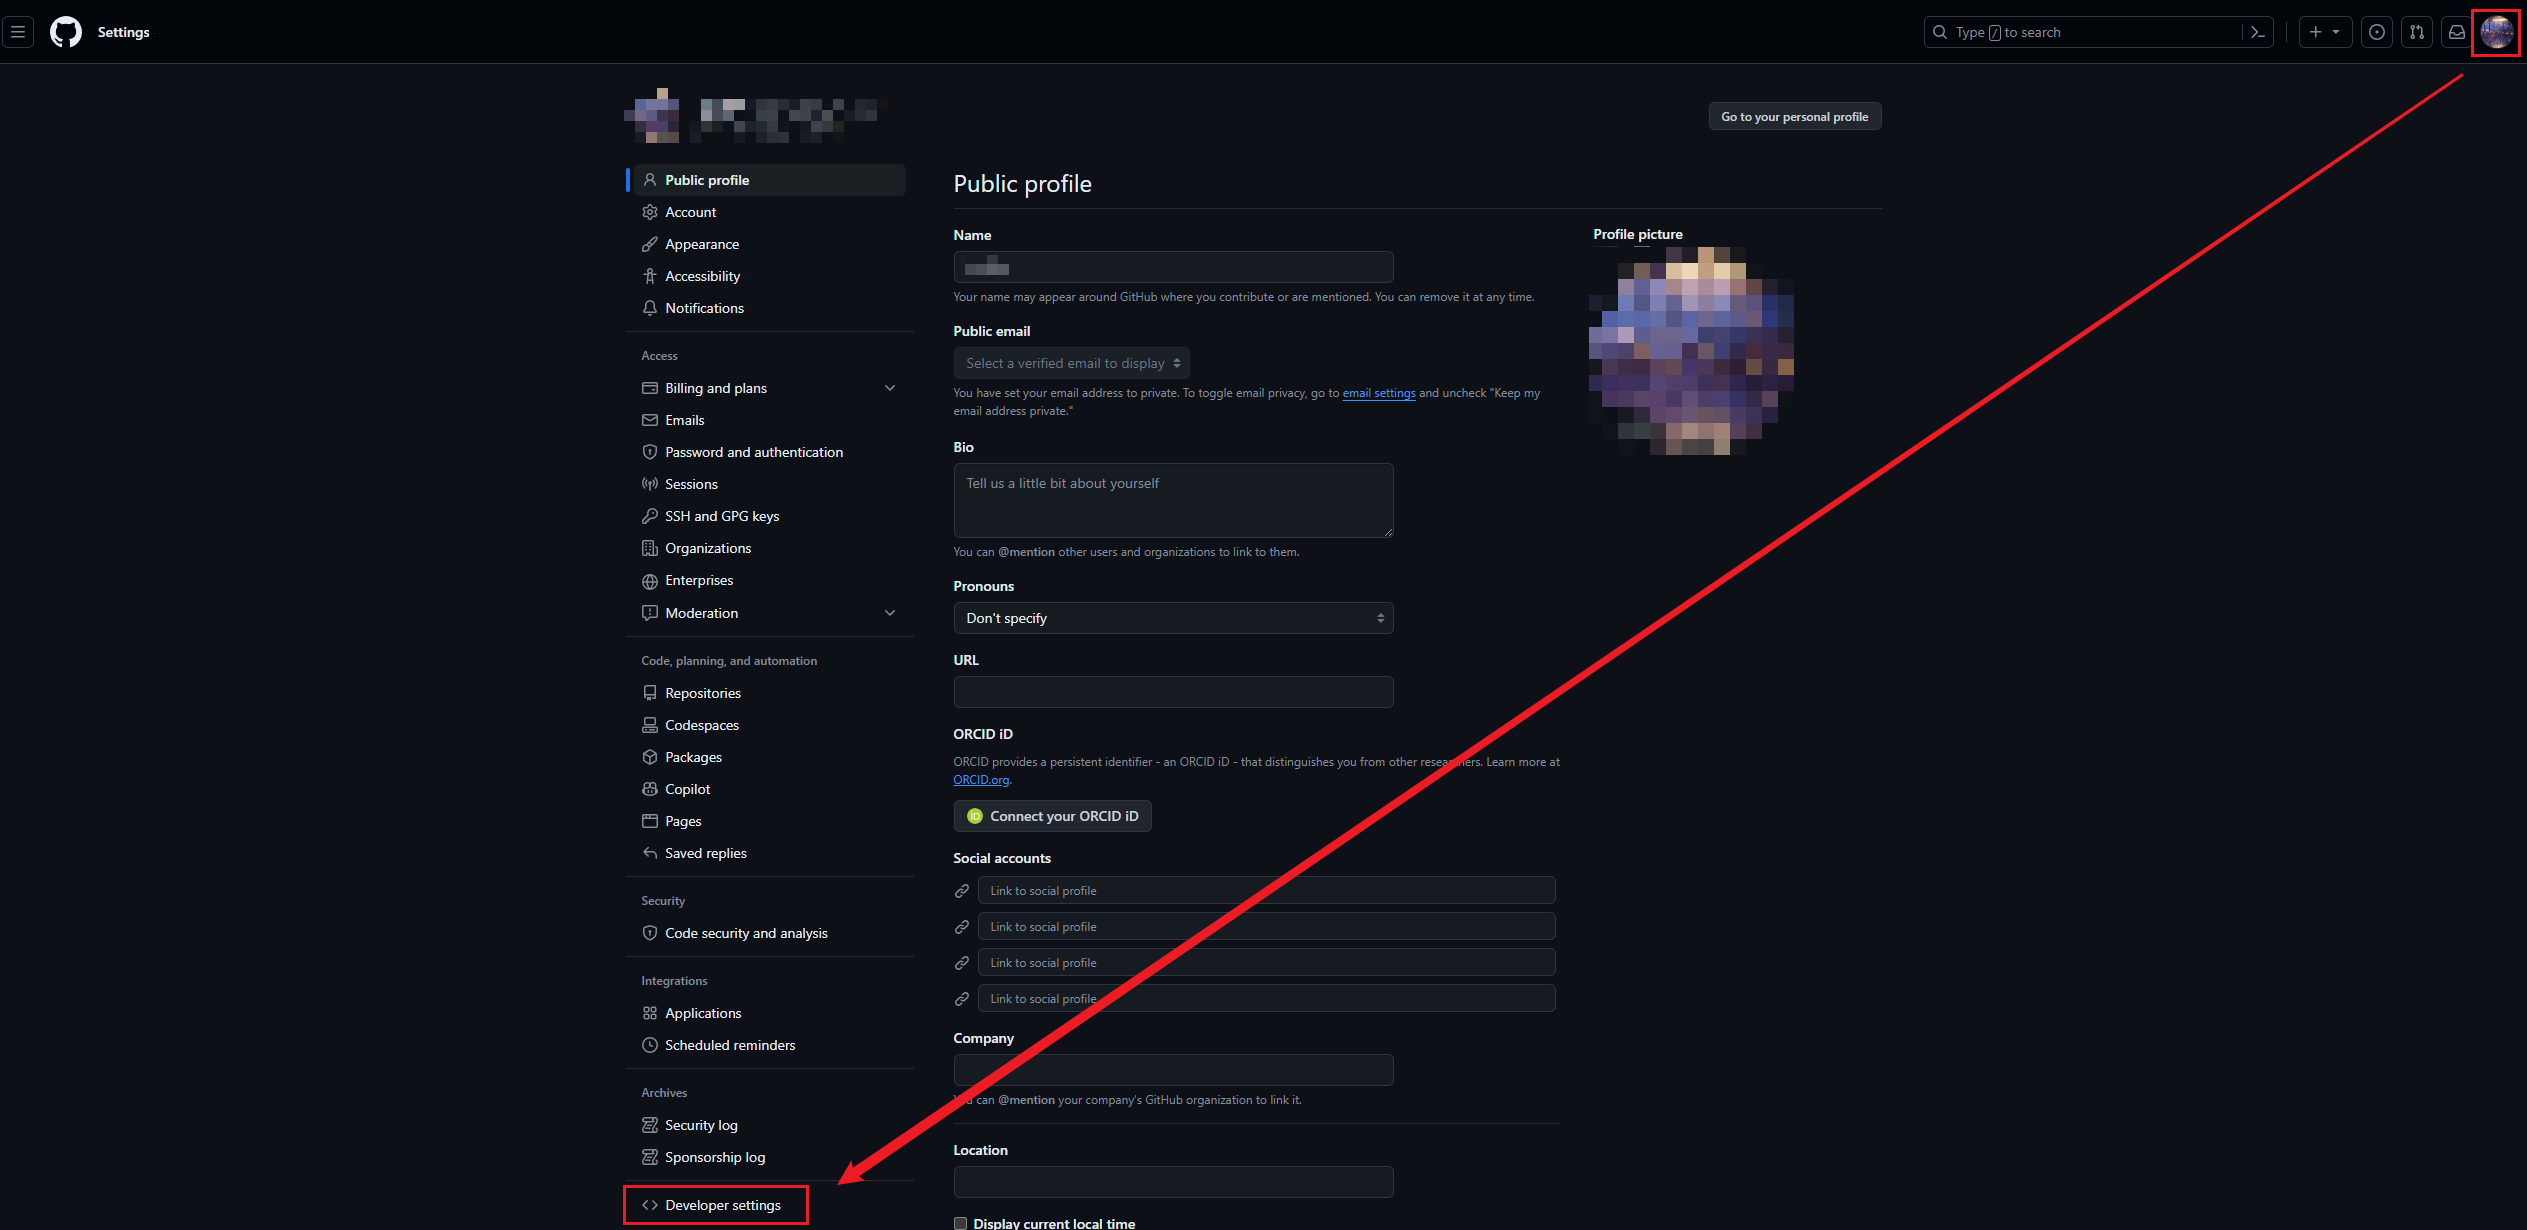 Settings
Type / to search
Go to your personal profile
Public profile
Account
Appearance
Accessibility
Notifications
Access
Billing and plans
Emails
Password and authentication
Sessions
SSH and GPG keys
Organizations
Enterprises
Moderation
Code, planning, and automation
Repositories
Codespaces
Packages
Copilot
Pages
Saved replies
Security
Code security and analysis
Integrations
Applications
Scheduled reminders
Archives
Security log
Sponsorship log
Developer settings
Public profile
Name
Your name may appear around GitHub where you contribute or are mentioned. You can remove it at any time.
Public email
Select a verified email to display
You have set your email address to private. To toggle email privacy, go to email settings and uncheck "Keep my
email address private."
Bio
Tell us a little bit about yourself
You can @mention other users and organizations to link to them.
Pronouns
Don't specify
URL
ORCID iD
ORCID provides a persistent identifier - an ORCID iD - that distinguishes you from other researchers. Learn more at
ORCID.org.
iD Connect your ORCID iD
Social accounts
Link to social profile
Link to social profile
Link to social profile
Link to social profile
Company
You can @mention your company's GitHub organization to link it.
Location
Display current local time
Profile picture